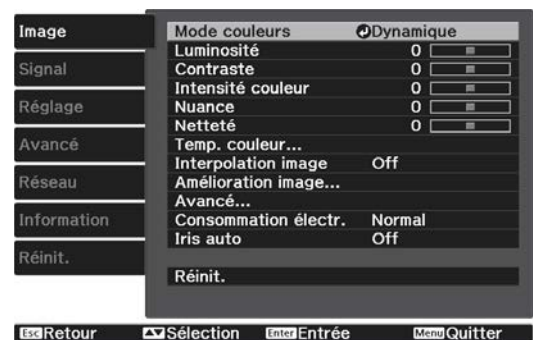 Image
Signal
Réglage
Avancé
Réseau
Information
Réinit.
Mode couleurs Dynamique
Luminosité 0
Contraste 0
Intensité couleur 0
Nuance 0
Netteté 0
Temp. couleur...
Interpolation image Off
Amélioration image...
Avancé...
Consommation électr. Normal
Iris auto Off
Réinit.
Esc Retour Sélection Enter Entrée Menu Quitter